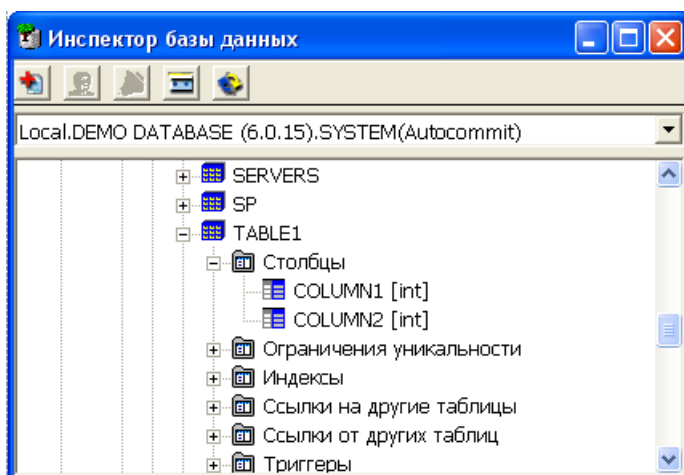 Инспектор базы данных
Local.DEMO DATABASE (6.0.15).SYSTEM(Autocommit)
SERVERS
SP
TABLE1
Столбцы
COLUMN1 [int]
COLUMN2 [int]
Ограничения уникальности
Индексы
Ссылки на другие таблицы
Ссылки от других таблиц
Триггеры